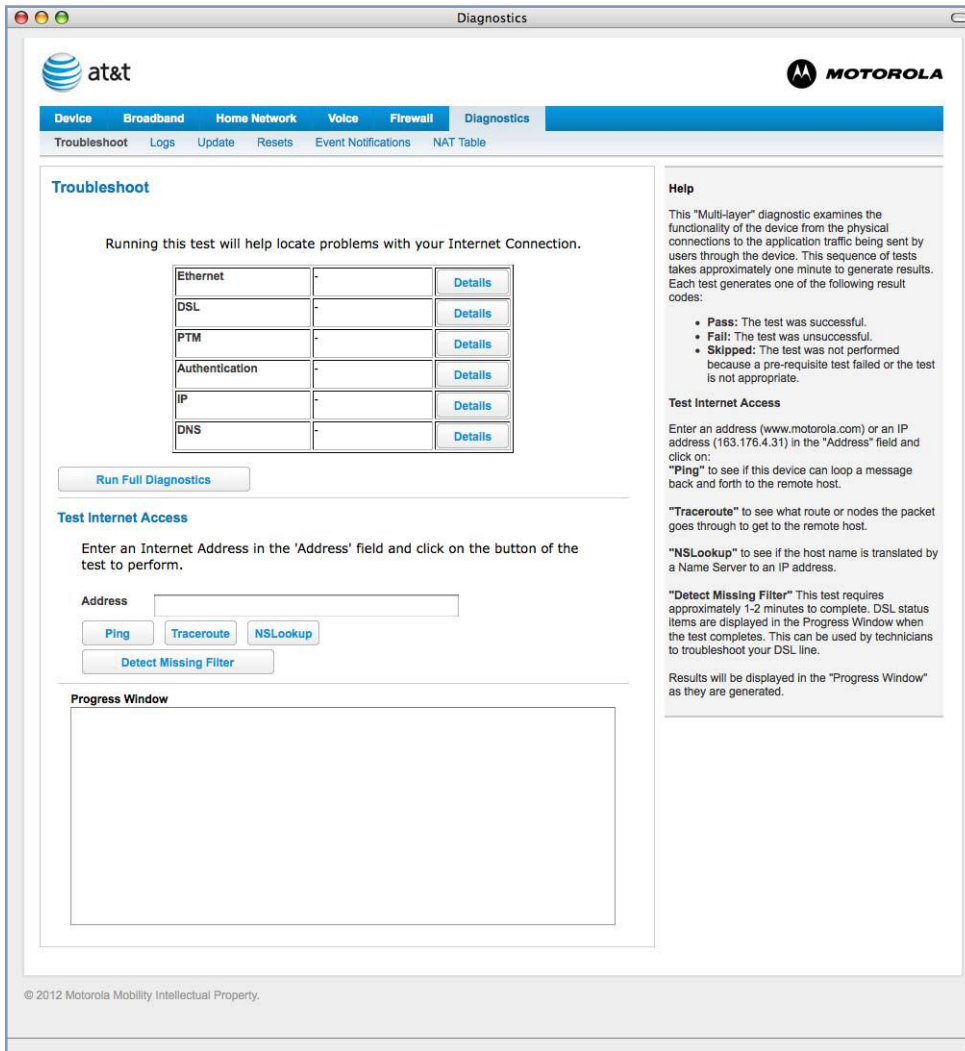 Diagnostics
at&t
MOTOROLA
Device Broadband Home Network Voice Firewall Diagnostics
Troubleshoot Logs Update Resets Event Notifications NAT Table
Troubleshoot
Running this test will help locate problems with your Internet Connection.
Ethernet - Details
DSL - Details
PTM - Details
Authentication - Details
IP - Details
DNS - Details
Run Full Diagnostics
Test Internet Access
Enter an Internet Address in the 'Address' field and click on the button of the
test to perform.
Address
Ping Traceroute NSLookup
Detect Missing Filter
Progress Window
Help
This "Multi-layer" diagnostic examines the
functionality of the device from the physical
connections to the application traffic being sent by
users through the device. This sequence of tests
takes approximately one minute to generate results.
Each test generates one of the following result
codes:
• Pass: The test was successful.
• Fail: The test was unsuccessful.
• Skipped: The test was not performed
because a pre-requisite test failed or the test
is not appropriate.
Test Internet Access
Enter an address (www.motorola.com) or an IP
address (163.176.4.31) in the "Address" field and
click on:
"Ping" to see if this device can loop a message
back and forth to the remote host.
"Traceroute" to see what route or nodes the packet
goes through to get to the remote host.
"NSLookup" to see if the host name is translated by
a Name Server to an IP address.
"Detect Missing Filter" This test requires
approximately 1-2 minutes to complete. DSL status
items are displayed in the Progress Window when
the test completes. This can be used by technicians
to troubleshoot your DSL line.
Results will be displayed in the "Progress Window"
as they are generated.
© 2012 Motorola Mobility Intellectual Property.